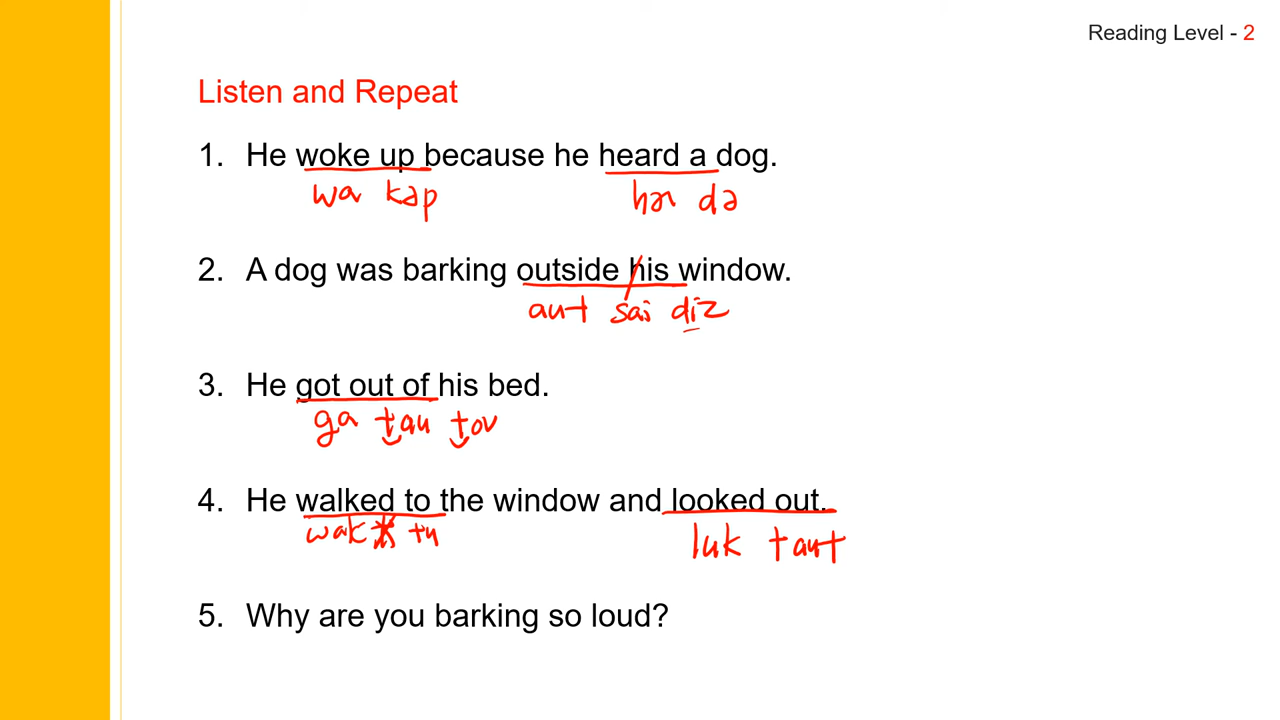 Reading Level - 2
Listen and Repeat
1. He woke up because he heard a dog.
wa kəp hɚ də
2. A dog was barking outside his window.
aut sai diz
3. He got out of his bed.
ga tau tov
4. He walked to the window and looked out.
wak tu luk taut
5. Why are you barking so loud?